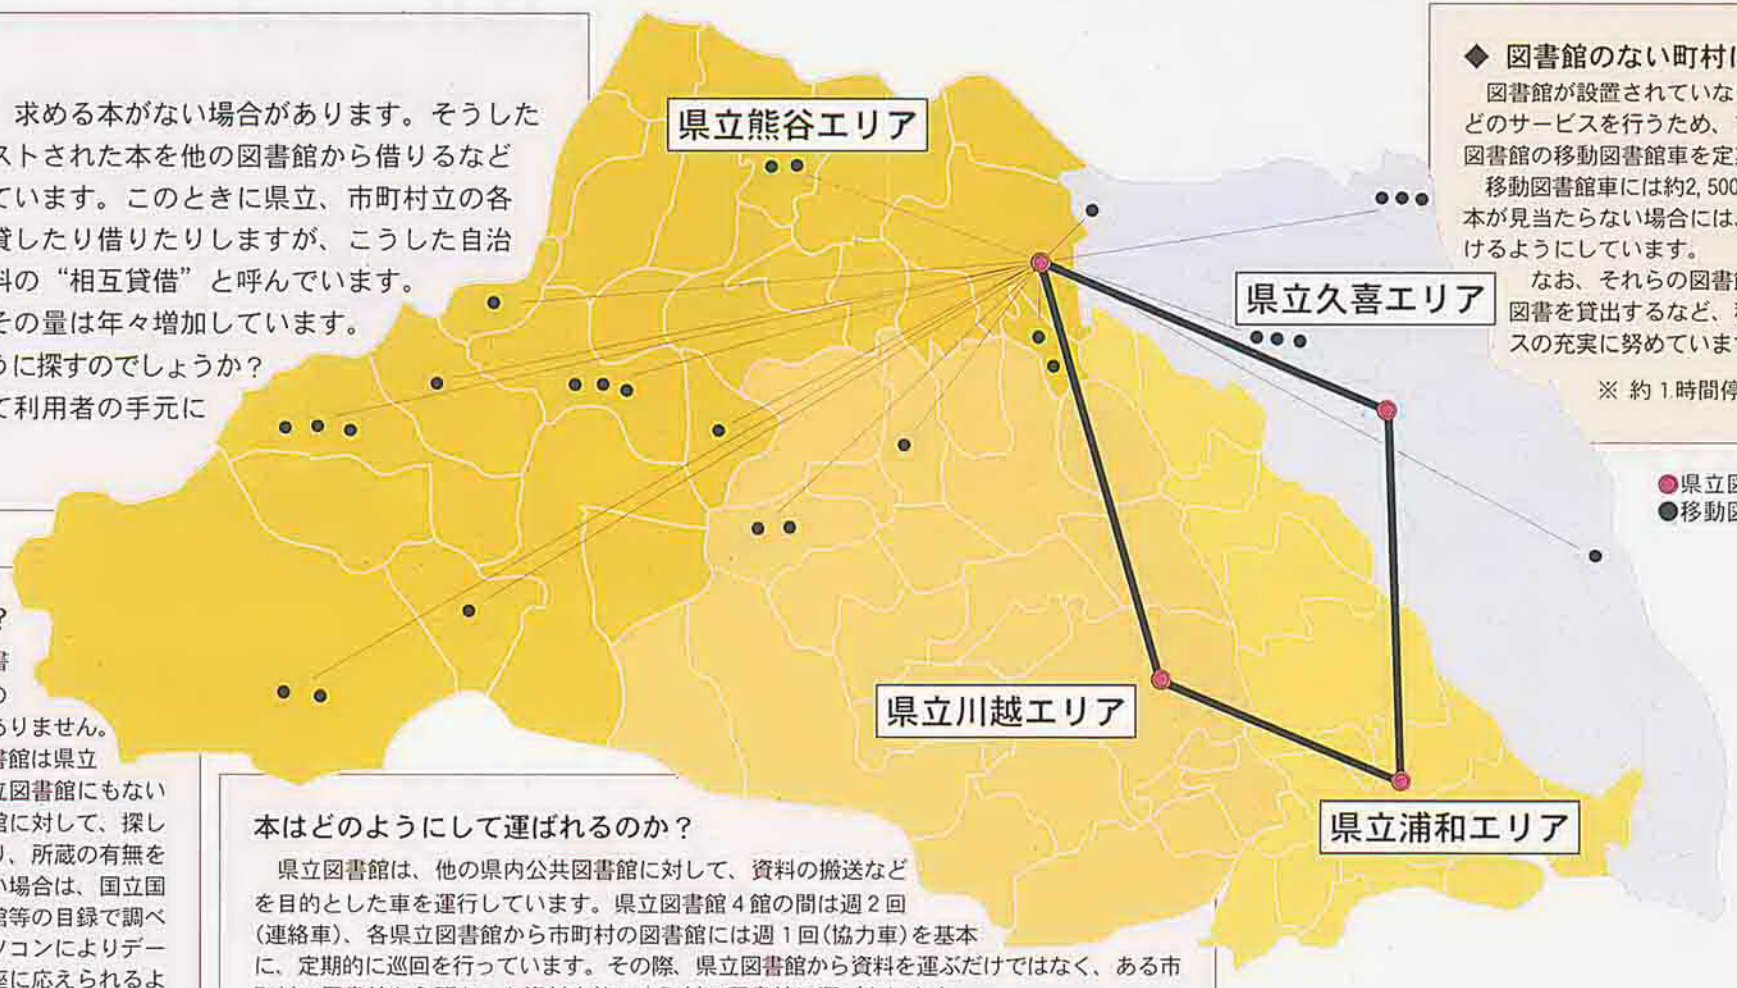 求める本がない場合があります。そうした
ストされた本を他の図書館から借りるなど
ています。このときに県立、市町村立の各
貸したり借りたりしますが、こうした自治
料の“相互貸借”と呼んでいます。
その量は年々増加しています。
うに探すのでしょうか?
て利用者の手元に
県立熊谷エリア
◆ 図書館のない町村に
図書館が設置されていな
どのサービスを行うため、
図書館の移動図書館車を定
移動図書館車には約2,500
本が見当たらない場合には、
けるようにしています。
なお、それらの図書館
図書を貸出するなど、
スの充実に努めています
※ 約1時間停
県立久喜エリア
●県立図
●移動図
県立川越エリア
県立浦和エリア
?
書
の
ありません。
書館は県立
立図書館にもない
館に対して、探し
り、所蔵の有無を
い場合は、国立国
館等の目録で調べ
ソコンによりデー
座に応えられるよ
本はどのようにして運ばれるのか?
県立図書館は、他の県内公共図書館に対して、資料の搬送など
を目的とした車を運行しています。県立図書館4館の間は週2回
(連絡車)、各県立図書館から市町村の図書館には週1回(協力車)を基本
に、定期的に巡回を行っています。その際、県立図書館から資料を運ぶだけではなく、ある市